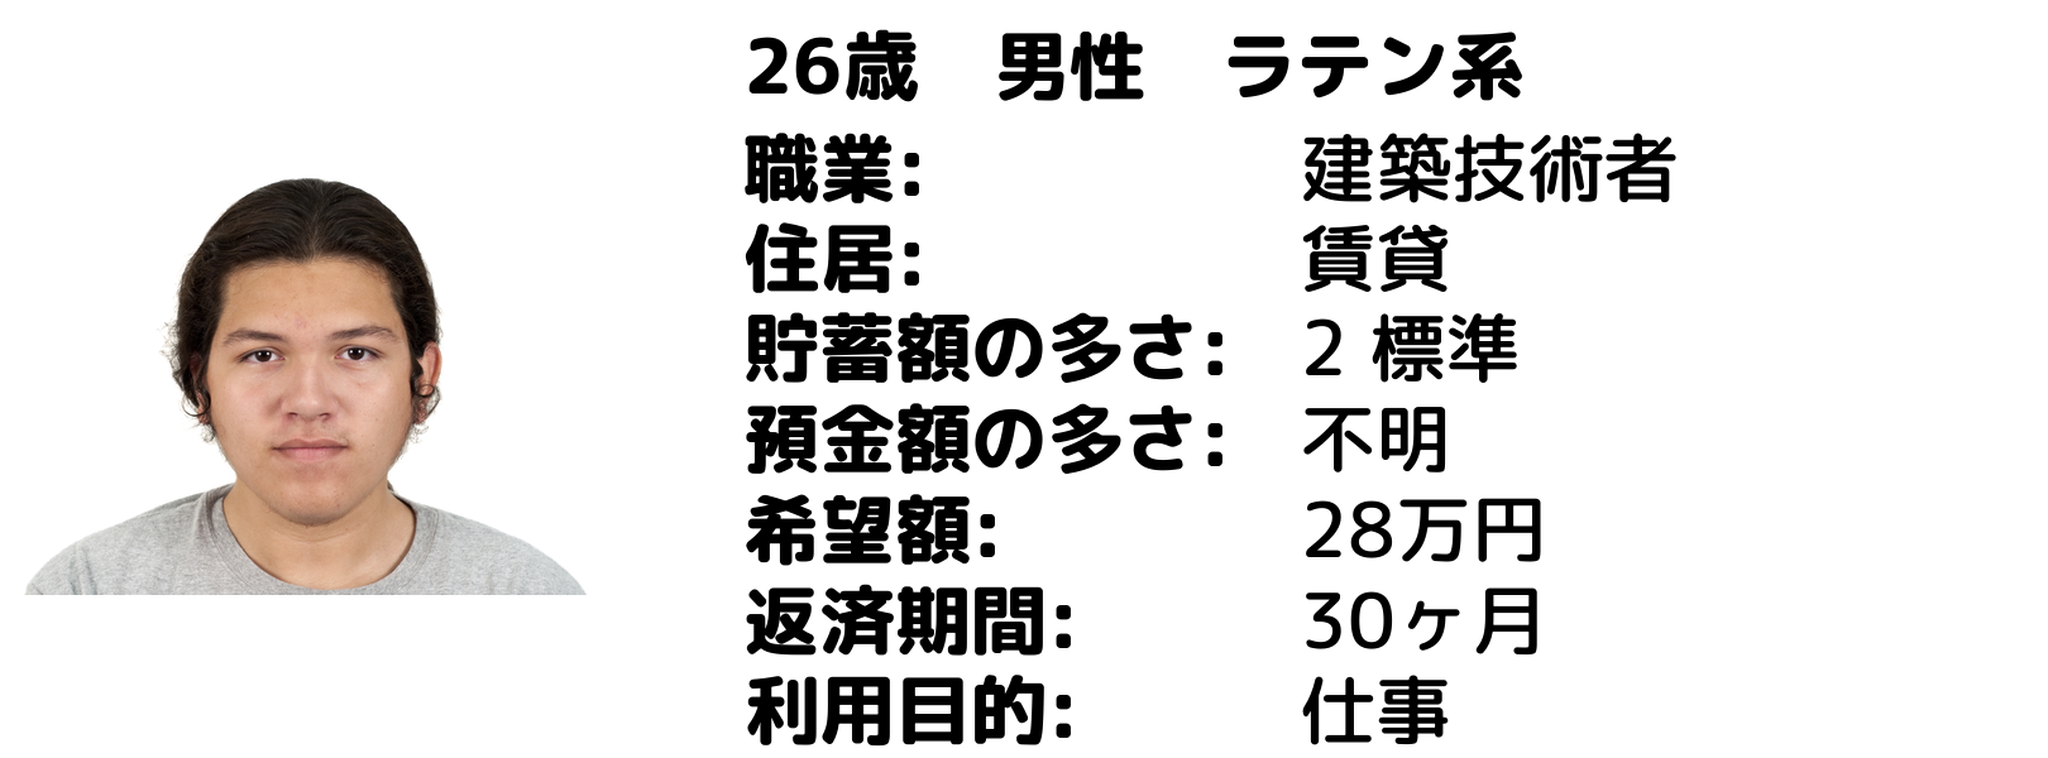 26歳　男性　ラテン系
職業: 建築技術者
住居: 賃貸
貯蓄額の多さ: 2 標準
預金額の多さ: 不明
希望額: 28万円
返済期間: 30ヶ月
利用目的: 仕事